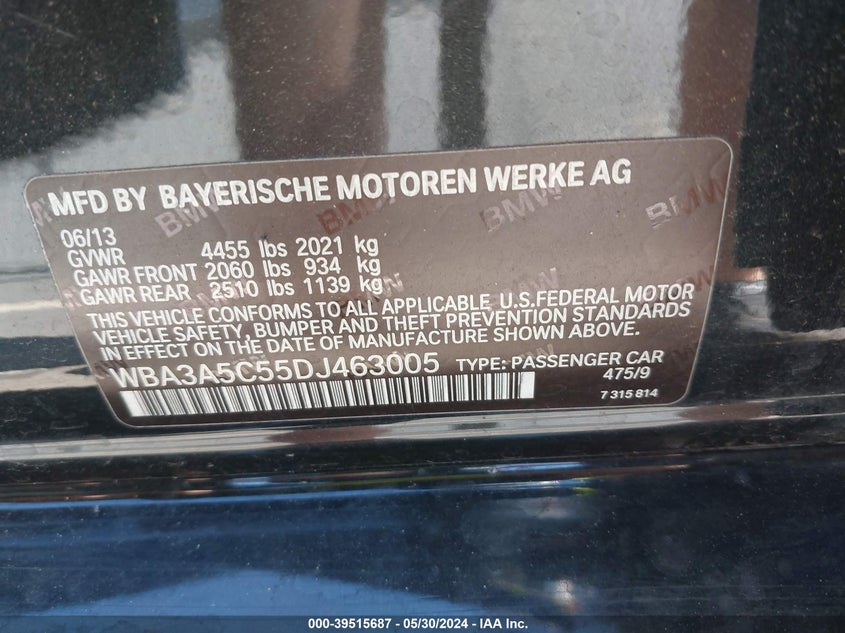 MFD BY BAYERISCHE MOTOREN WERKE AG
06/13
GVWR 4455 lbs 2021 kg
GAWR FRONT 2060 lbs 934 kg
GAWR REAR 2510 lbs 1139 kg
THIS VEHICLE CONFORMS TO ALL APPLICABLE U.S.FEDERAL MOTOR
VEHICLE SAFETY, BUMPER AND THEFT PREVENTION STANDARDS
IN EFFECT ON THE DATE OF MANUFACTURE SHOWN ABOVE.
WBA3A5C55DJ463005 TYPE: PASSENGER CAR
475/9
7 315 814
000-39515687 - 05/30/2024 - IAA Inc.